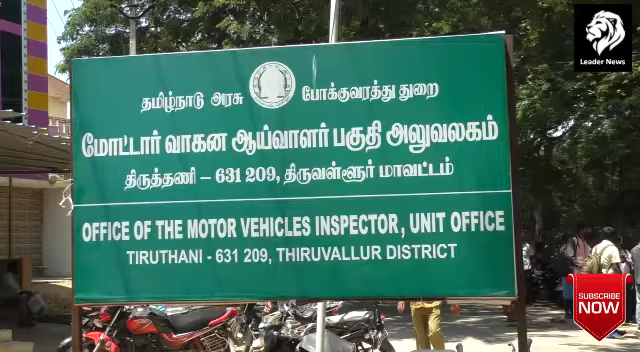 Leader News
தமிழ்நாடு அரசு போக்குவரத்து துறை
மோட்டார் வாகன ஆய்வாளர் பகுதி அலுவலகம்
திருத்தணி – 631 209, திருவள்ளூர் மாவட்டம்
OFFICE OF THE MOTOR VEHICLES INSPECTOR, UNIT OFFICE
TIRUTHANI - 631 209, THIRUVALLUR DISTRICT
SUBSCRIBE
NOW